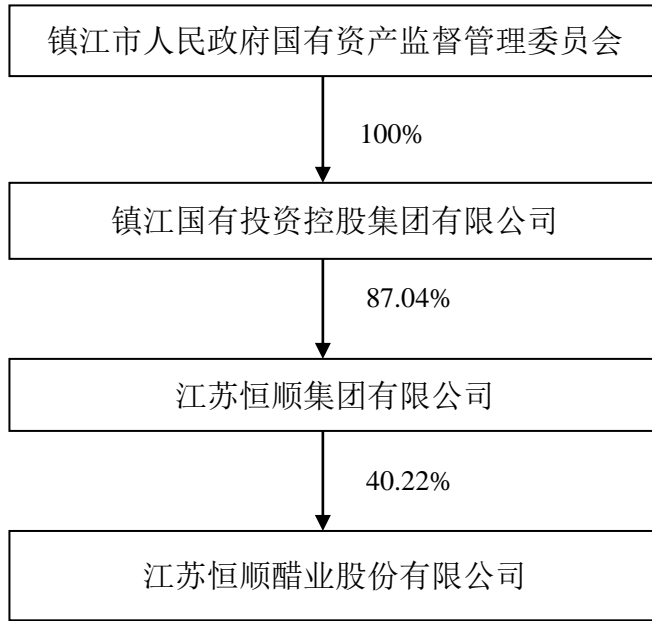 镇江市人民政府国有资产监督管理委员会
100%
镇江国有投资控股集团有限公司
87.04%
江苏恒顺集团有限公司
40.22%
江苏恒顺醋业股份有限公司